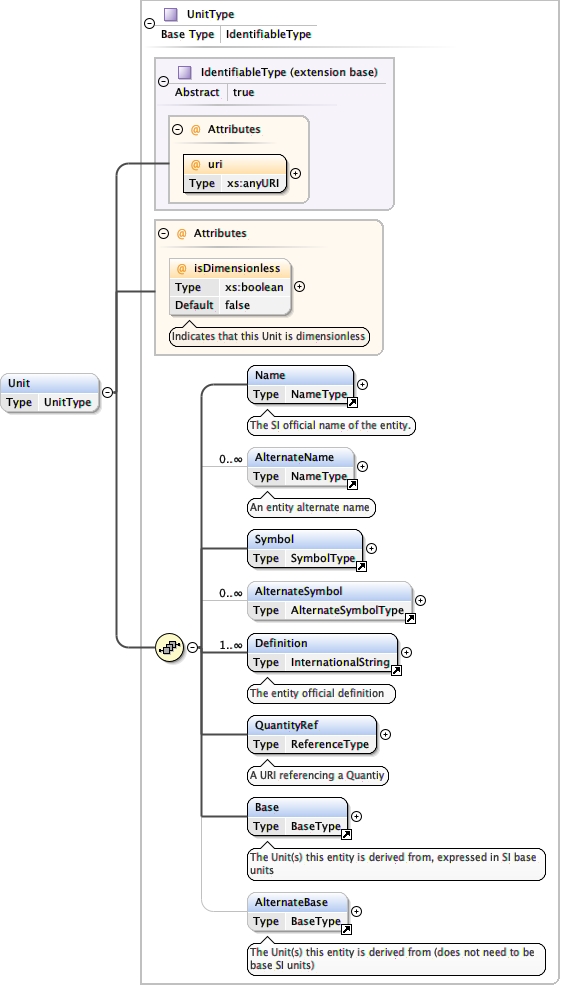 UnitType
Base Type IdentifiableType
IdentifiableType (extension base)
Abstract true
@ Attributes
@ uri
Type xs:anyURI
@ Attributes
@ isDimensionless
Type xs:boolean
Default false
Indicates that this Unit is dimensionless
Unit
Type UnitType
Name
Type NameType
The SI official name of the entity.
0..∞ AlternateName
Type NameType
An entity alternate name
Symbol
Type SymbolType
0..∞ AlternateSymbol
Type AlternateSymbolType
1..∞ Definition
Type InternationalString
The entity official definition
QuantityRef
Type ReferenceType
A URI referencing a Quantiy
Base
Type BaseType
The Unit(s) this entity is derived from, expressed in SI base
units
AlternateBase
Type BaseType
The Unit(s) this entity is derived from (does not need to be
base SI units)